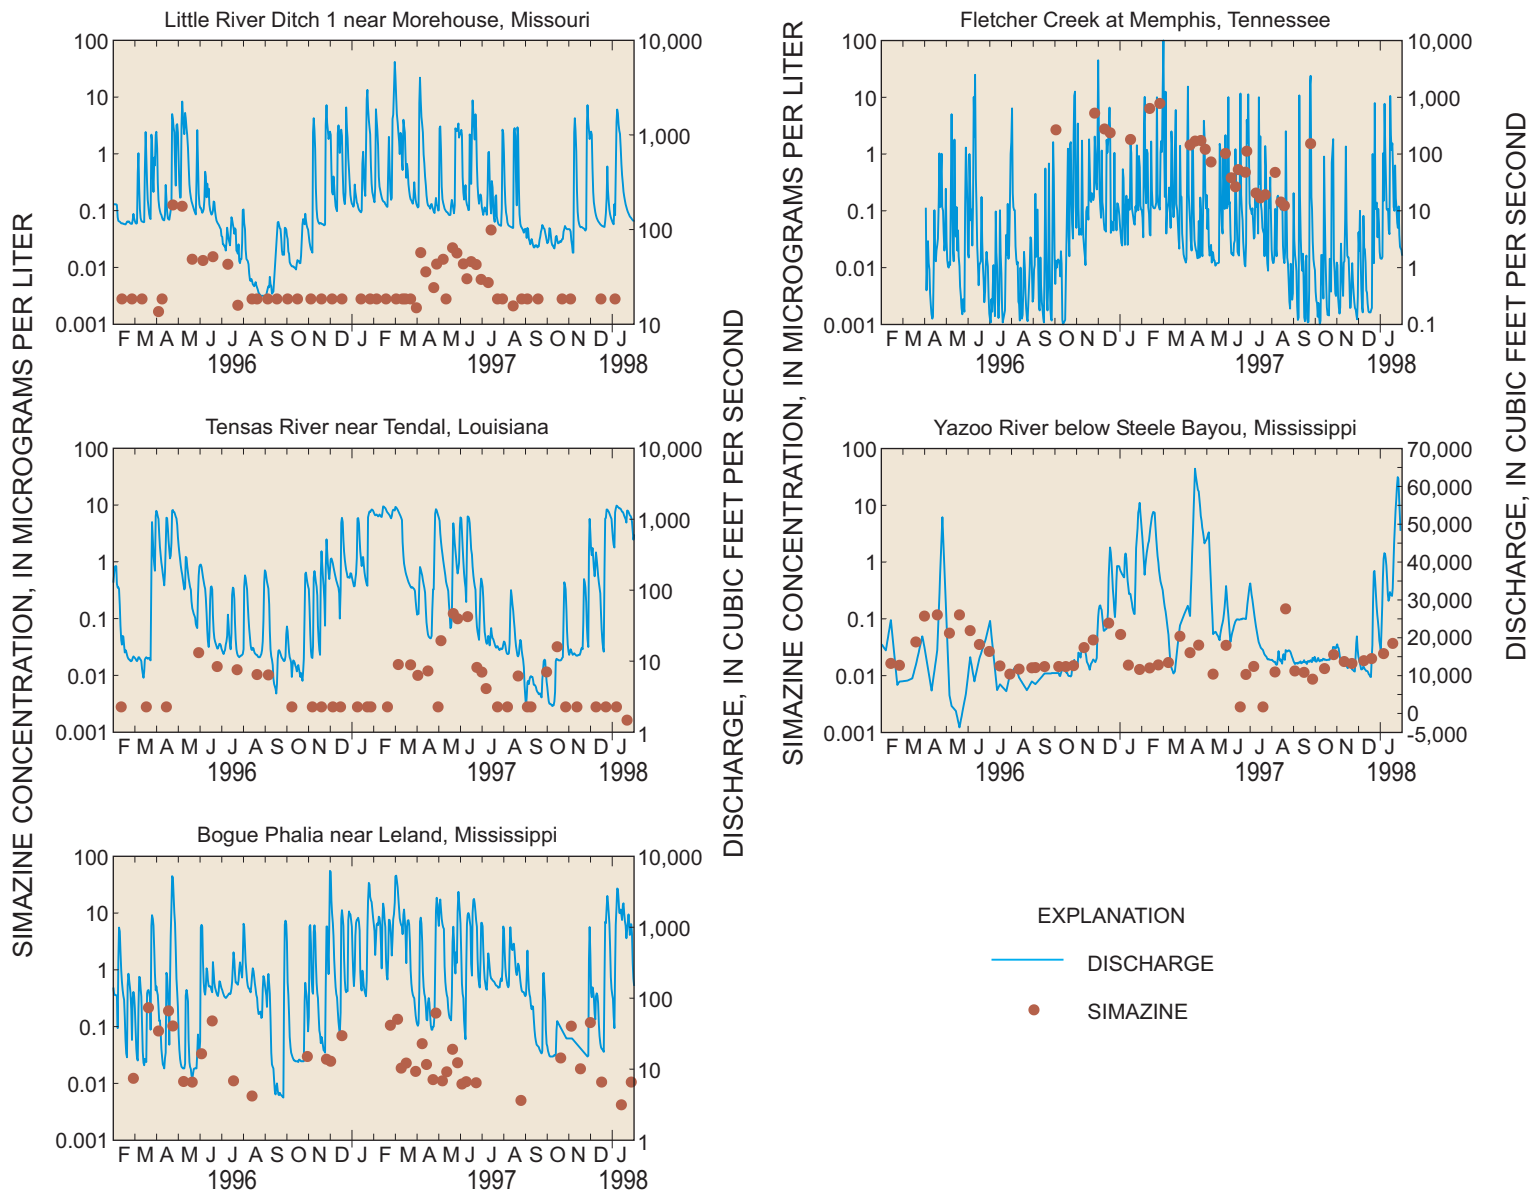 Little River Ditch 1 near Morehouse, Missouri
100
10
1
0.1
0.01
0.001
10,000
1,000
100
10
F M A M J J A S O N D J F M A M J J A S O N D J
1996 1997 1998
Fletcher Creek at Memphis, Tennessee
100
10
1
0.1
0.01
0.001
10,000
1,000
100
10
1
0.1
F M A M J J A S O N D J F M A M J J A S O N D J
1996 1997 1998
Tensas River near Tendal, Louisiana
100
10
1
0.1
0.01
0.001
10,000
1,000
100
10
1
F M A M J J A S O N D J F M A M J J A S O N D J
1996 1997 1998
Yazoo River below Steele Bayou, Mississippi
100
10
1
0.1
0.01
0.001
70,000
60,000
50,000
40,000
30,000
20,000
10,000
0
-5,000
F M A M J J A S O N D J F M A M J J A S O N D J
1996 1997 1998
Bogue Phalia near Leland, Mississippi
100
10
1
0.1
0.01
0.001
10,000
1,000
100
10
1
F M A M J J A S O N D J F M A M J J A S O N D J
1996 1997 1998
SIMAZINE CONCENTRATION, IN MICROGRAMS PER LITER
DISCHARGE, IN CUBIC FEET PER SECOND
SIMAZINE CONCENTRATION, IN MICROGRAMS PER LITER
DISCHARGE, IN CUBIC FEET PER SECOND
EXPLANATION
DISCHARGE
SIMAZINE